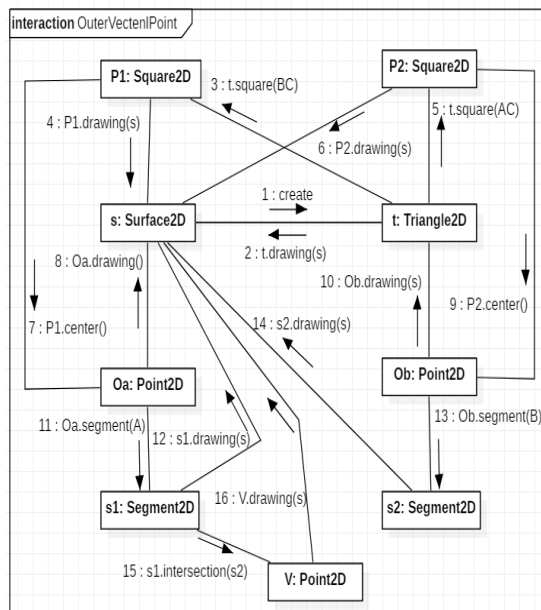 interaction OuterVectenlPoint
P1: Square2D
P2: Square2D
3 : t.square(BC)
4 : P1.drawing(s)
5 : t.square(AC)
6 : P2.drawing(s)
1 : create
s: Surface2D
t: Triangle2D
2 : t.drawing(s)
8 : Oa.drawing()
10 : Ob.drawing(s)
9 : P2.center()
7 : P1.center()
14 : s2.drawing(s)
Oa: Point2D
Ob: Point2D
11 : Oa.segment(A)
13 : Ob.segment(B)
12 : s1.drawing(s)
16 : V.drawing(s)
s1: Segment2D
s2: Segment2D
15 : s1.intersection(s2)
V: Point2D